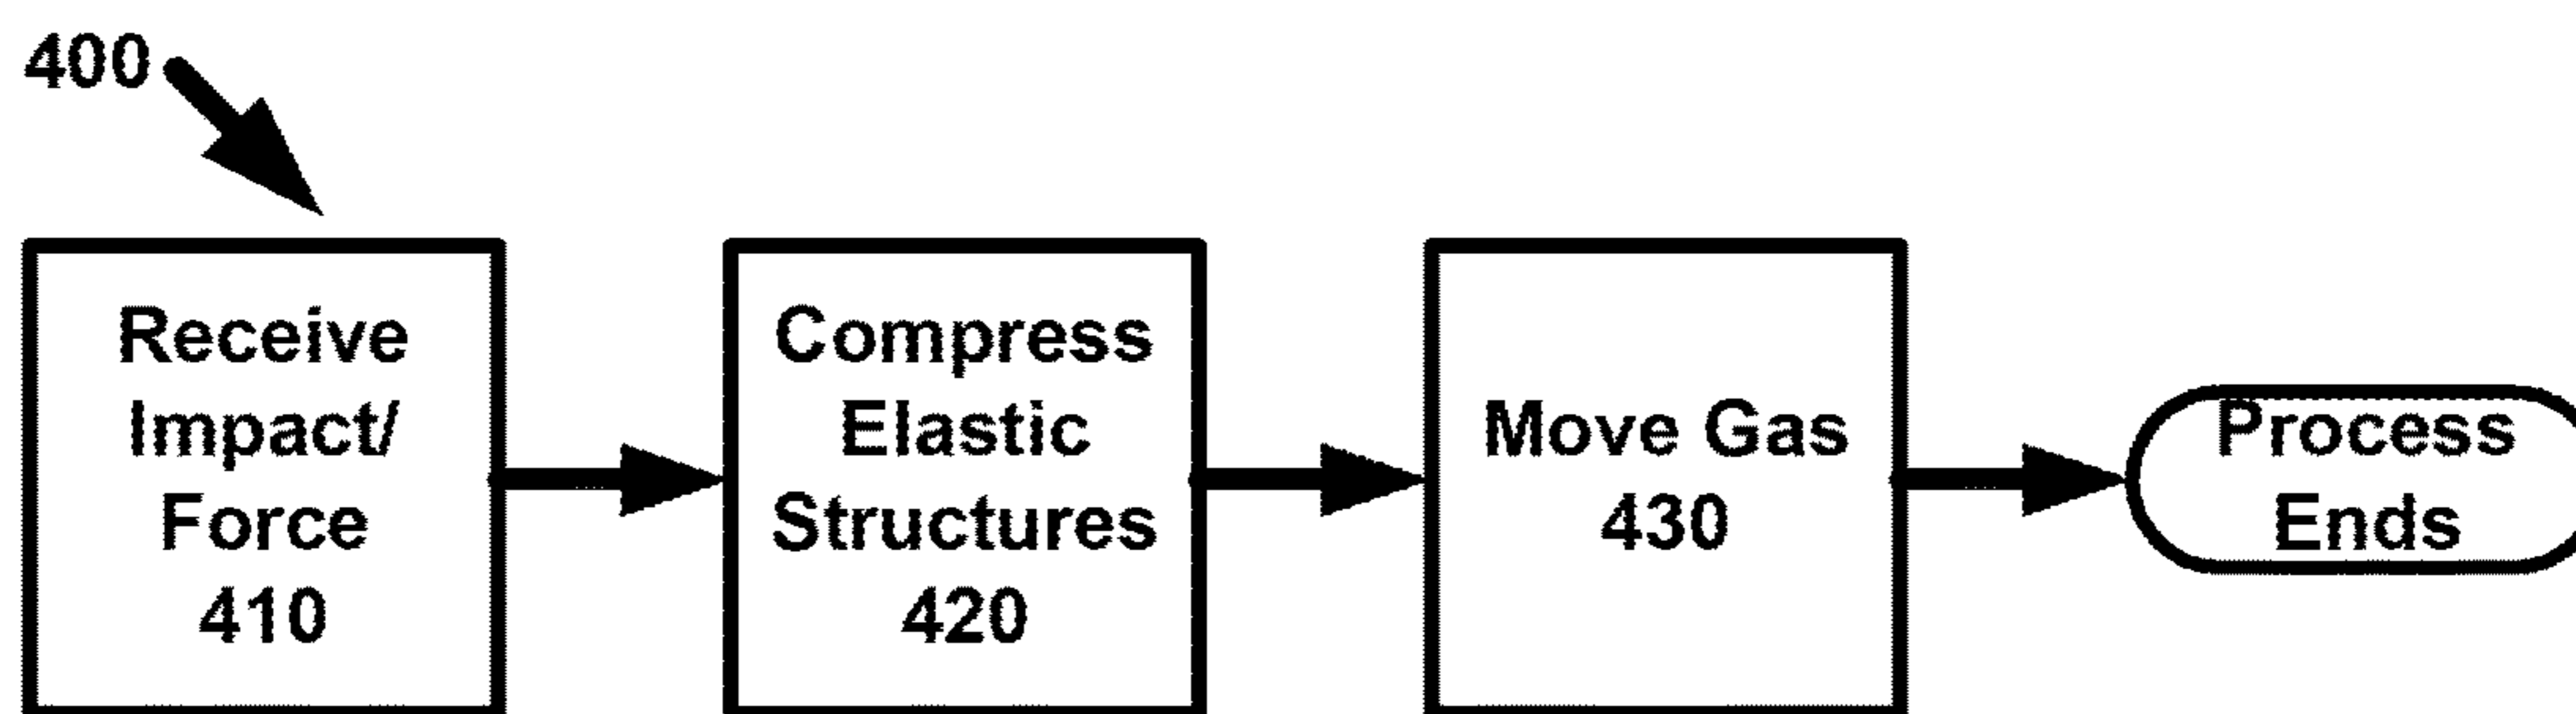 400
Receive
Impact/
Force
410
Compress
Elastic
Structures
420
Move Gas
430
Process
Ends